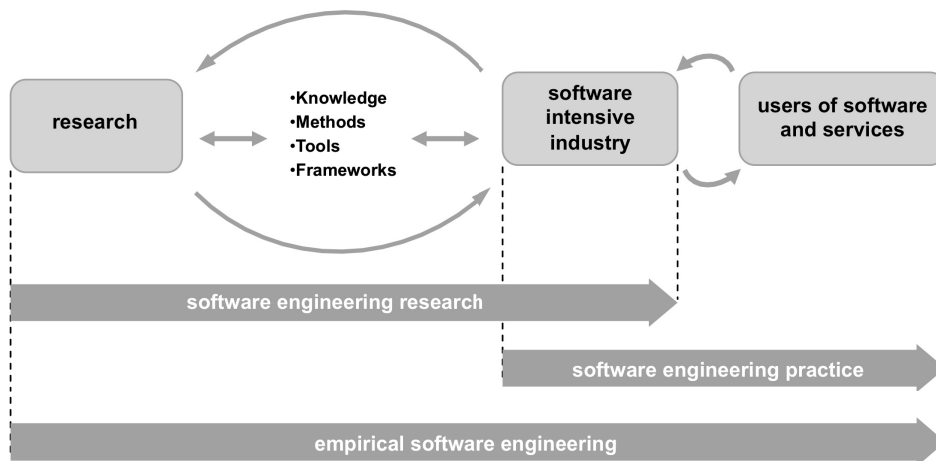 research
•Knowledge
•Methods
•Tools
•Frameworks
software
intensive
industry
users of software
and services
software engineering research
software engineering practice
empirical software engineering